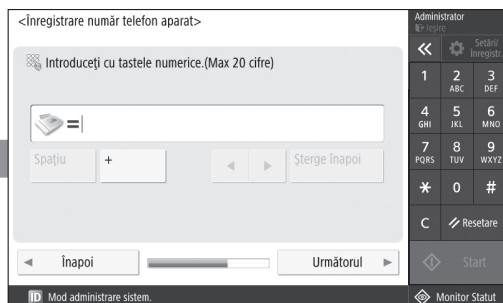 <Înregistrare număr telefon aparat>
Introduceți cu tastele numerice.(Max 20 cifre)
=
Spațiu
+
Șterge înapoi
Înapoi
Următorul
ID Mod administrare sistem.
Administrator
Ieșire
Setări/
Înregistr.
1
2
ABC
3
DEF
4
GHI
5
JKL
6
MNO
7
PQRS
8
TUV
9
WXYZ
*
0
#
C
Resetare
Start
Monitor Statut